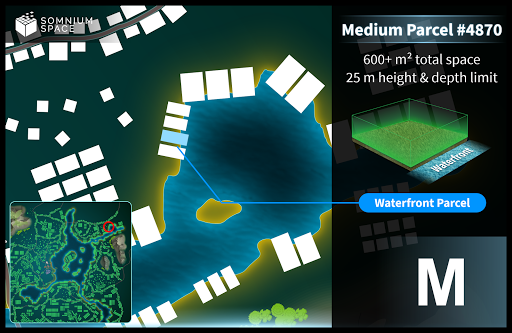 SOMNIUM
SPACE
Medium Parcel #4870
600+ m² total space
25 m height & depth limit
Waterfront
Waterfront Parcel
M